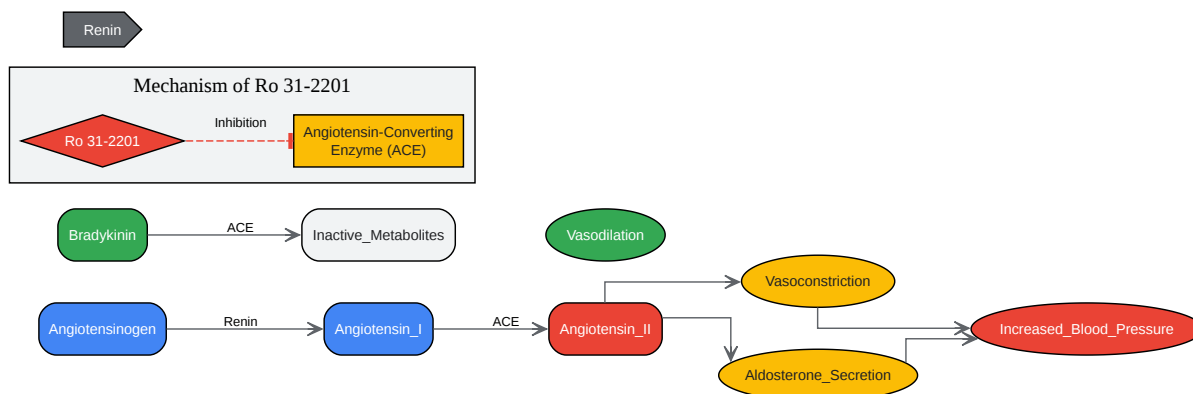 Renin
Mechanism of Ro 31-2201
Ro 31-2201
Inhibition
Angiotensin-Converting
Enzyme (ACE)
Bradykinin
ACE
Inactive_Metabolites
Vasodilation
Vasoconstriction
Angiotensinogen
Renin
Angiotensin_I
ACE
Angiotensin_II
Increased_Blood_Pressure
Aldosterone_Secretion